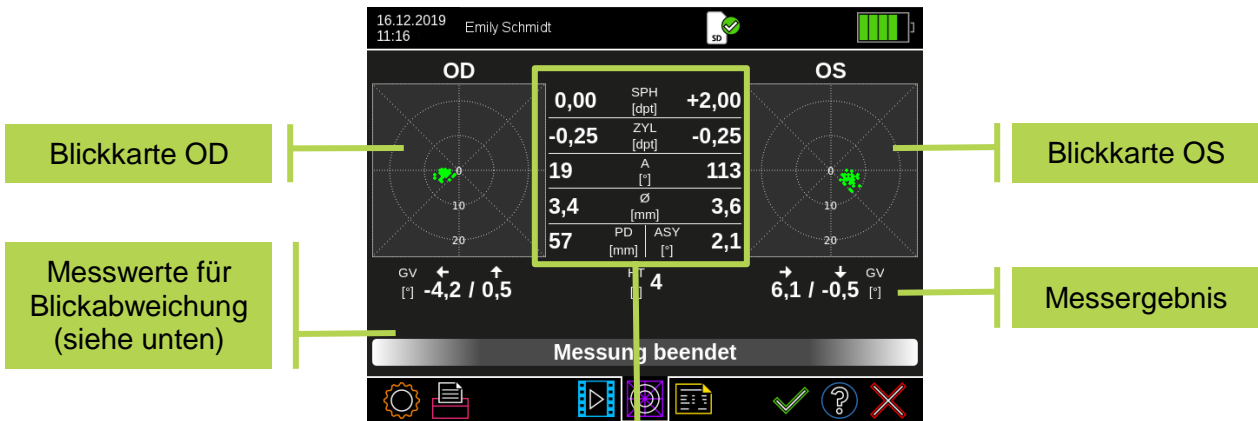 16.12.2019
11:16
Emily Schmidt
SD
OD
OS
0,00 SPH [dpt] +2,00
-0,25 ZYL [dpt] -0,25
19 A [°] 113
3,4 Ø [mm] 3,6
57 PD [mm] ASY [°] 2,1
0
10
20
0
10
20
GV [°] -4,2 / 0,5
4
6,1 / -0,5 GV [°]
Messung beendet
Blickkarte OD
Messwerte für
Blickabweichung
(siehe unten)
Blickkarte OS
Messergebnis